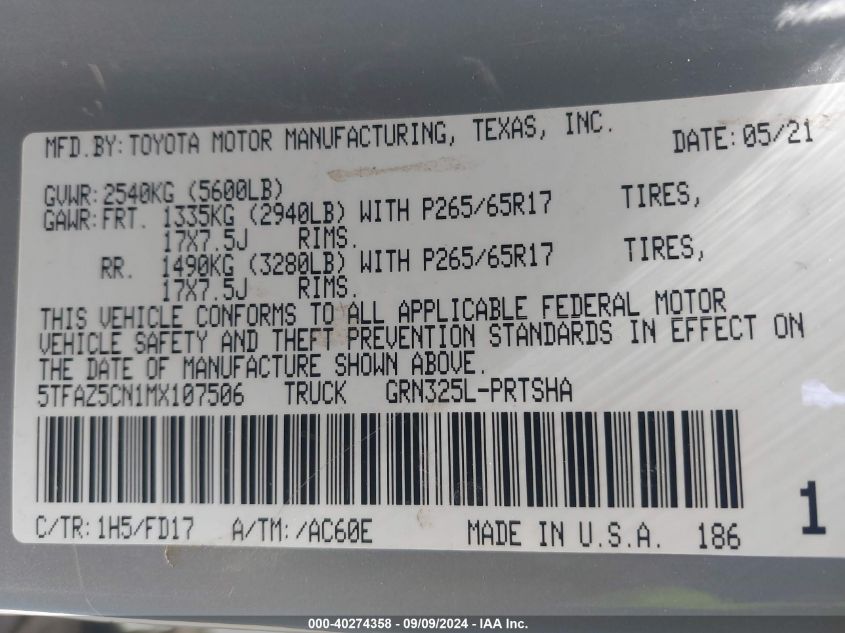 MFD.BY: TOYOTA MOTOR MANUFACTURING, TEXAS, INC. DATE: 05/21
GVWR: 2540KG (5600LB)
GAWR: FRT. 1335KG (2940LB) WITH P265/65R17 TIRES,
17X7.5J RIMS.
RR. 1490KG (3280LB) WITH P265/65R17 TIRES,
17X7.5J RIMS.
THIS VEHICLE CONFORMS TO ALL APPLICABLE FEDERAL MOTOR
VEHICLE SAFETY AND THEFT PREVENTION STANDARDS IN EFFECT ON
THE DATE OF MANUFACTURE SHOWN ABOVE.
5TFAZ5CN1MX107506 TRUCK GRN325L-PRTSHA
C/TR: 1H5/FD17 A/TM: /AC60E MADE IN U.S.A. 186 1
000-40274358 - 09/09/2024 - IAA Inc.